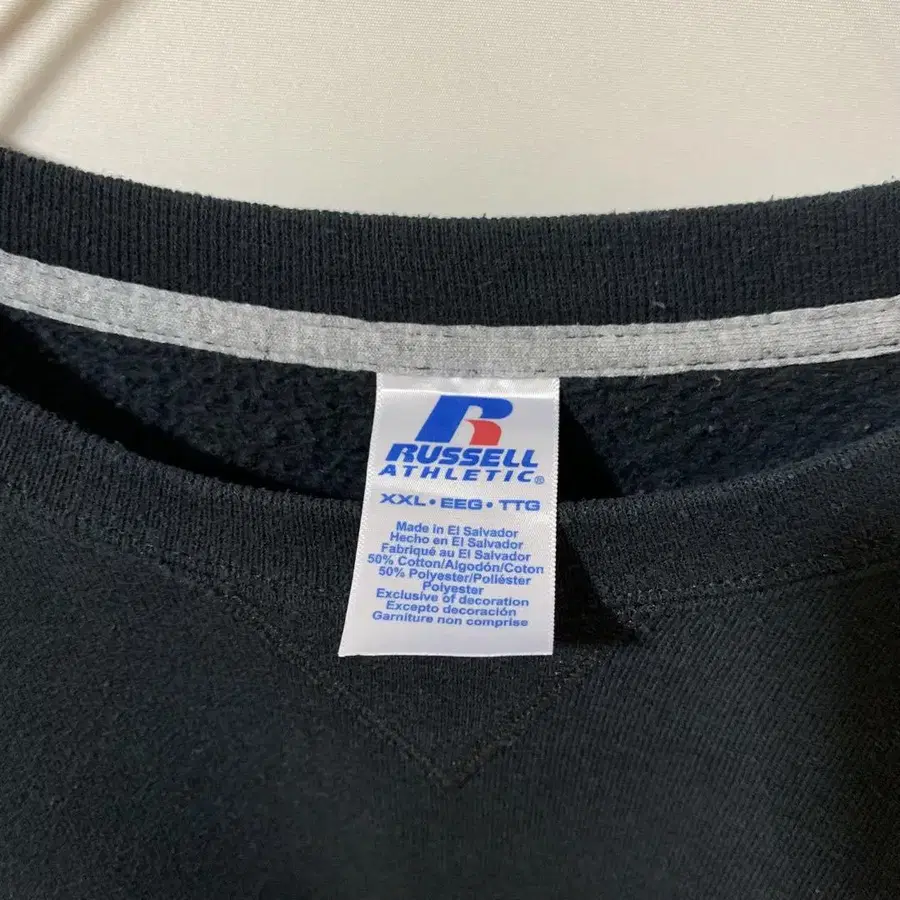 R
RUSSELL
ATHLETIC®
XXL • EEG • TTG
Made in El Salvador
Hecho en El Salvador
Fabriqué au El Salvador
50% Cotton/Algodón/Coton
50% Polyester/Poliéster
Polyester
Exclusive of decoration
Excepto decoración
Garniture non comprise